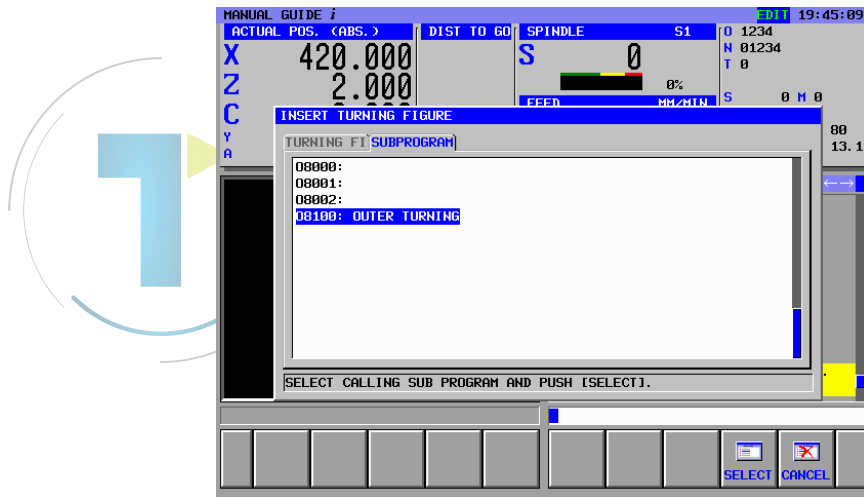 MANUAL GUIDE i EDIT 19:45:09
ACTUAL POS. (ABS.) DIST TO GO SPINDLE S1 O 1234
X 420.000 S 0 N 01234
T 0
Z 2.000 0%
C FEED MM/MIN S 0 M 0
INSERT TURNING FIGURE
Y 80
A 13.1
TURNING FI SUBPROGRAM
O8000:
O8001:
O8002:
O8100: OUTER TURNING
SELECT CALLING SUB PROGRAM AND PUSH [SELECT].
SELECT CANCEL